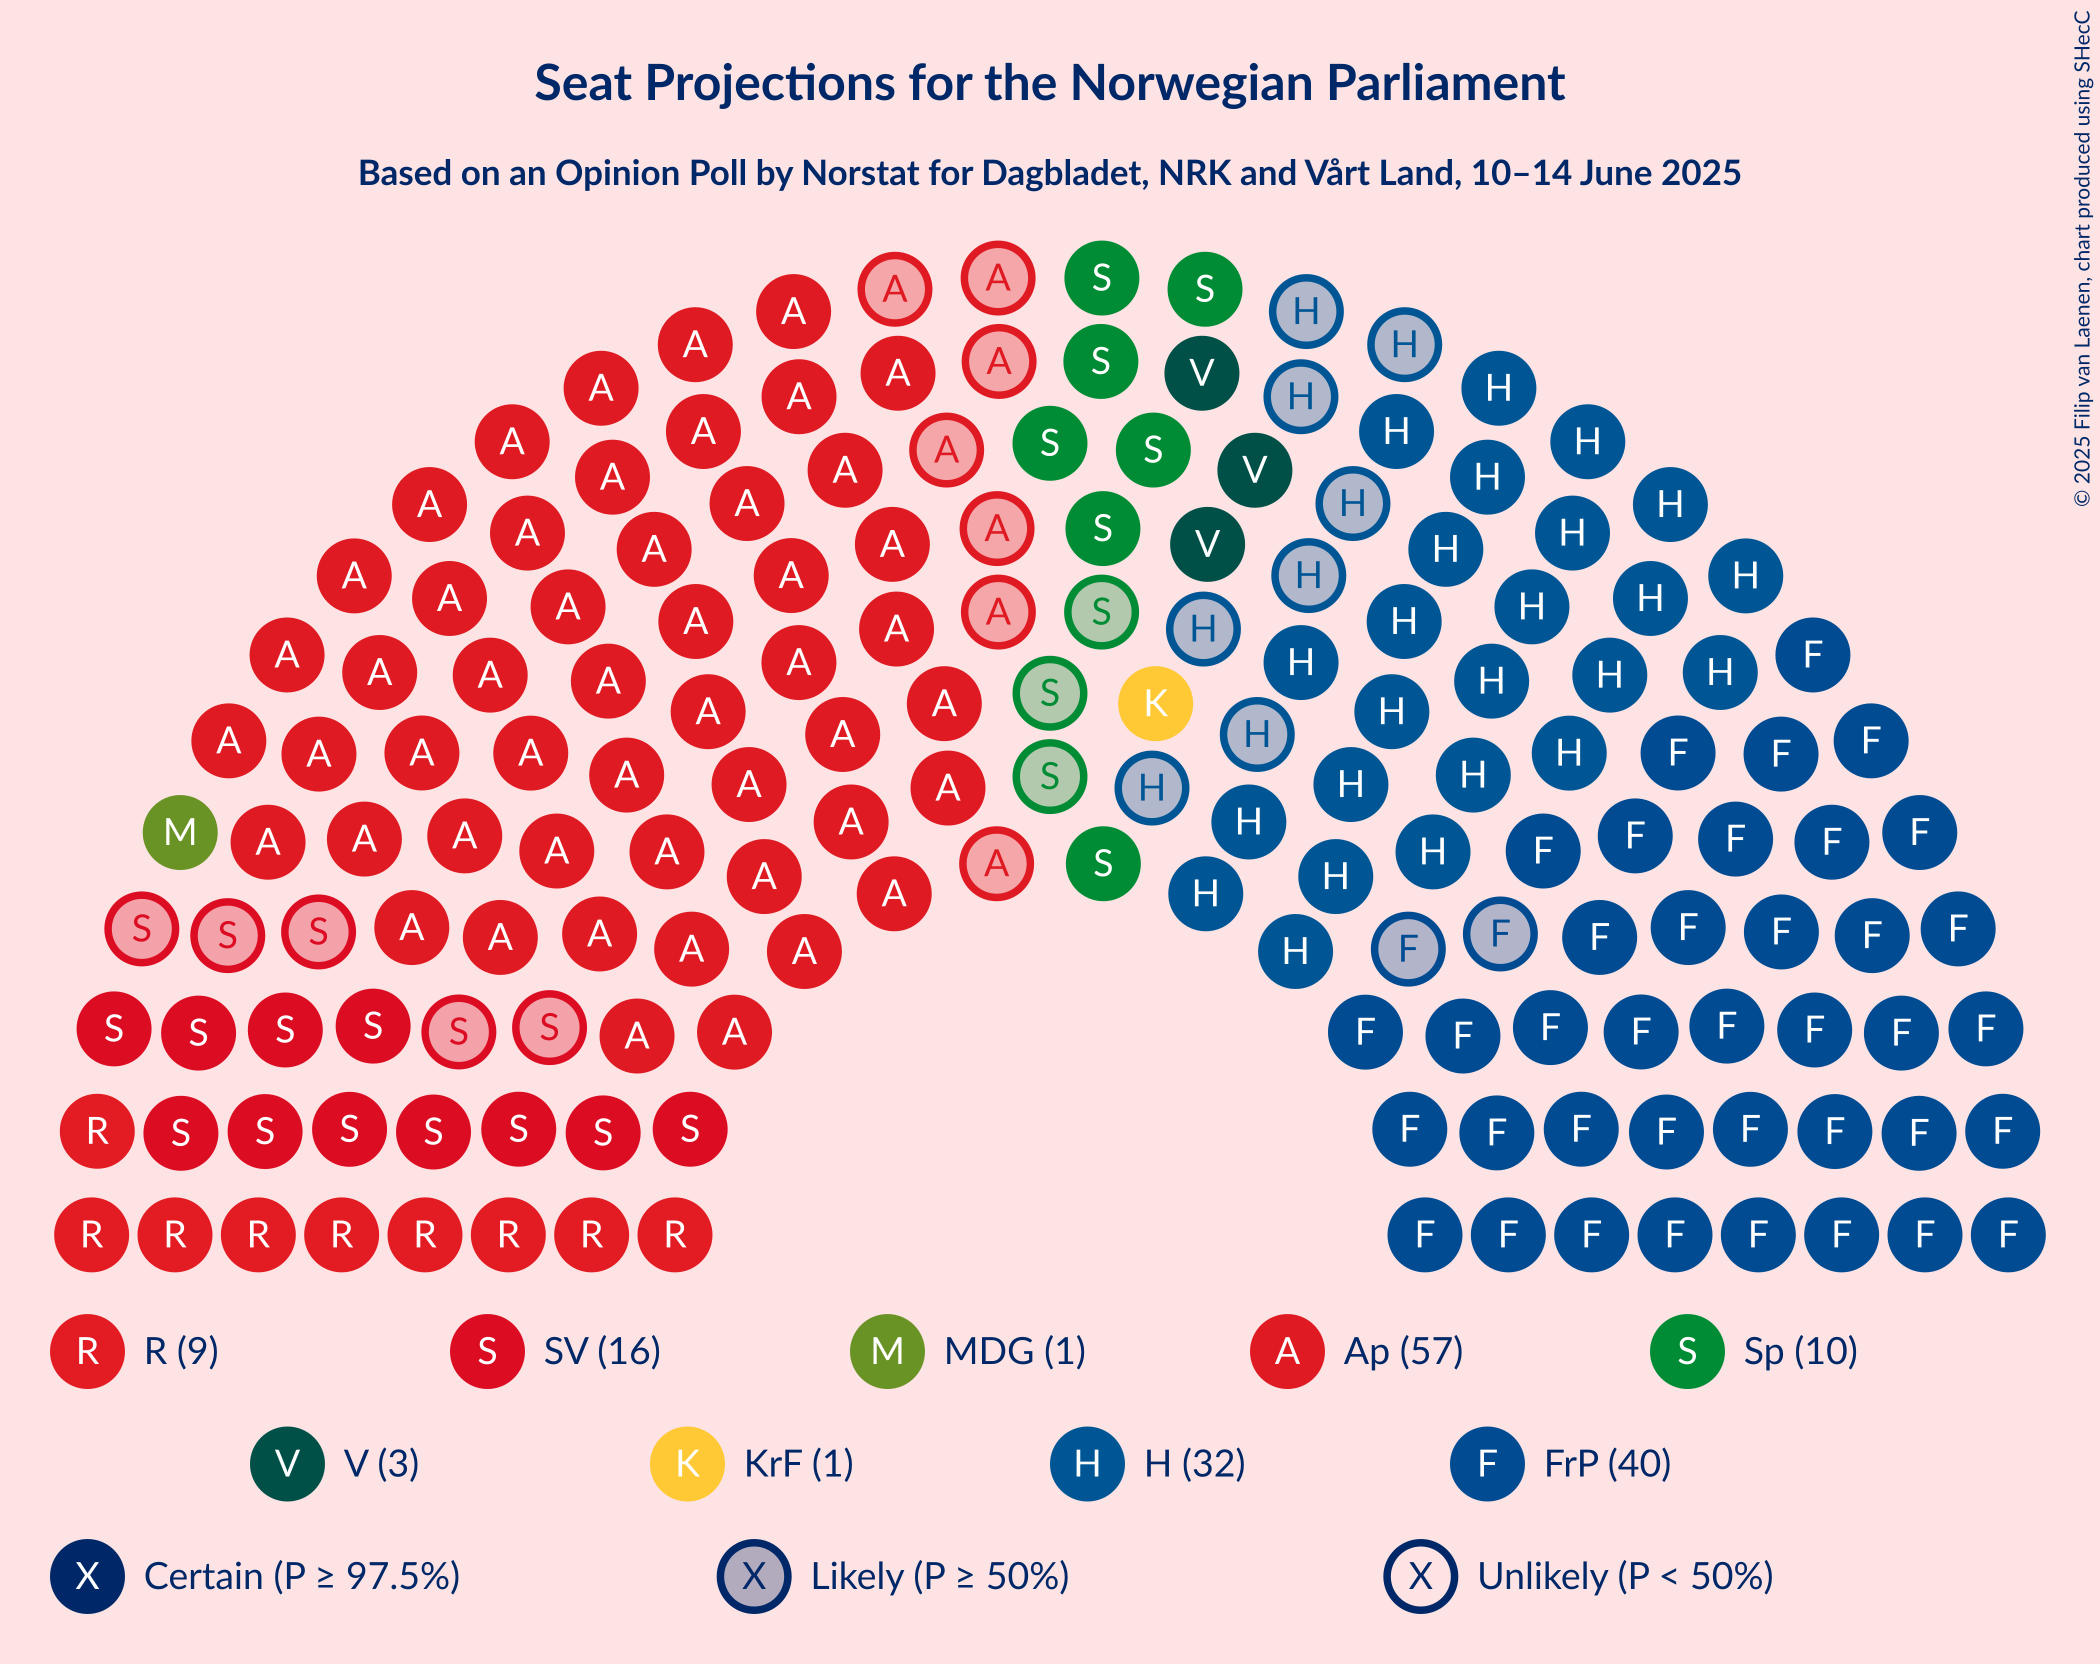 Seat Projections for the Norwegian Parliament
Based on an Opinion Poll by Norstat for Dagbladet, NRK and Vårt Land, 10–14 June 2025
© 2025 Filip van Laenen, chart produced using SHecC
A A S S H H
A A A S V H H H
A A A A S S V H H H
A A A A A S V H H H H
A A A A A A S H H H H H
A A A A A A A S K H H H H H F
A A A A A A A S H H H H H F F F
M A A A A A A A A S H H H H F F F F F
S S S A A A A A H F F F F F F F
S S S S S S A A F F F F F F F F
R S S S S S S S F F F F F F F F
R R R R R R R R F F F F F F F F
R R (9) S SV (16) M MDG (1) A Ap (57) S Sp (10)
V V (3) K KrF (1) H H (32) F FrP (40)
X Certain (P ≥ 97.5%) X Likely (P ≥ 50%) X Unlikely (P < 50%)